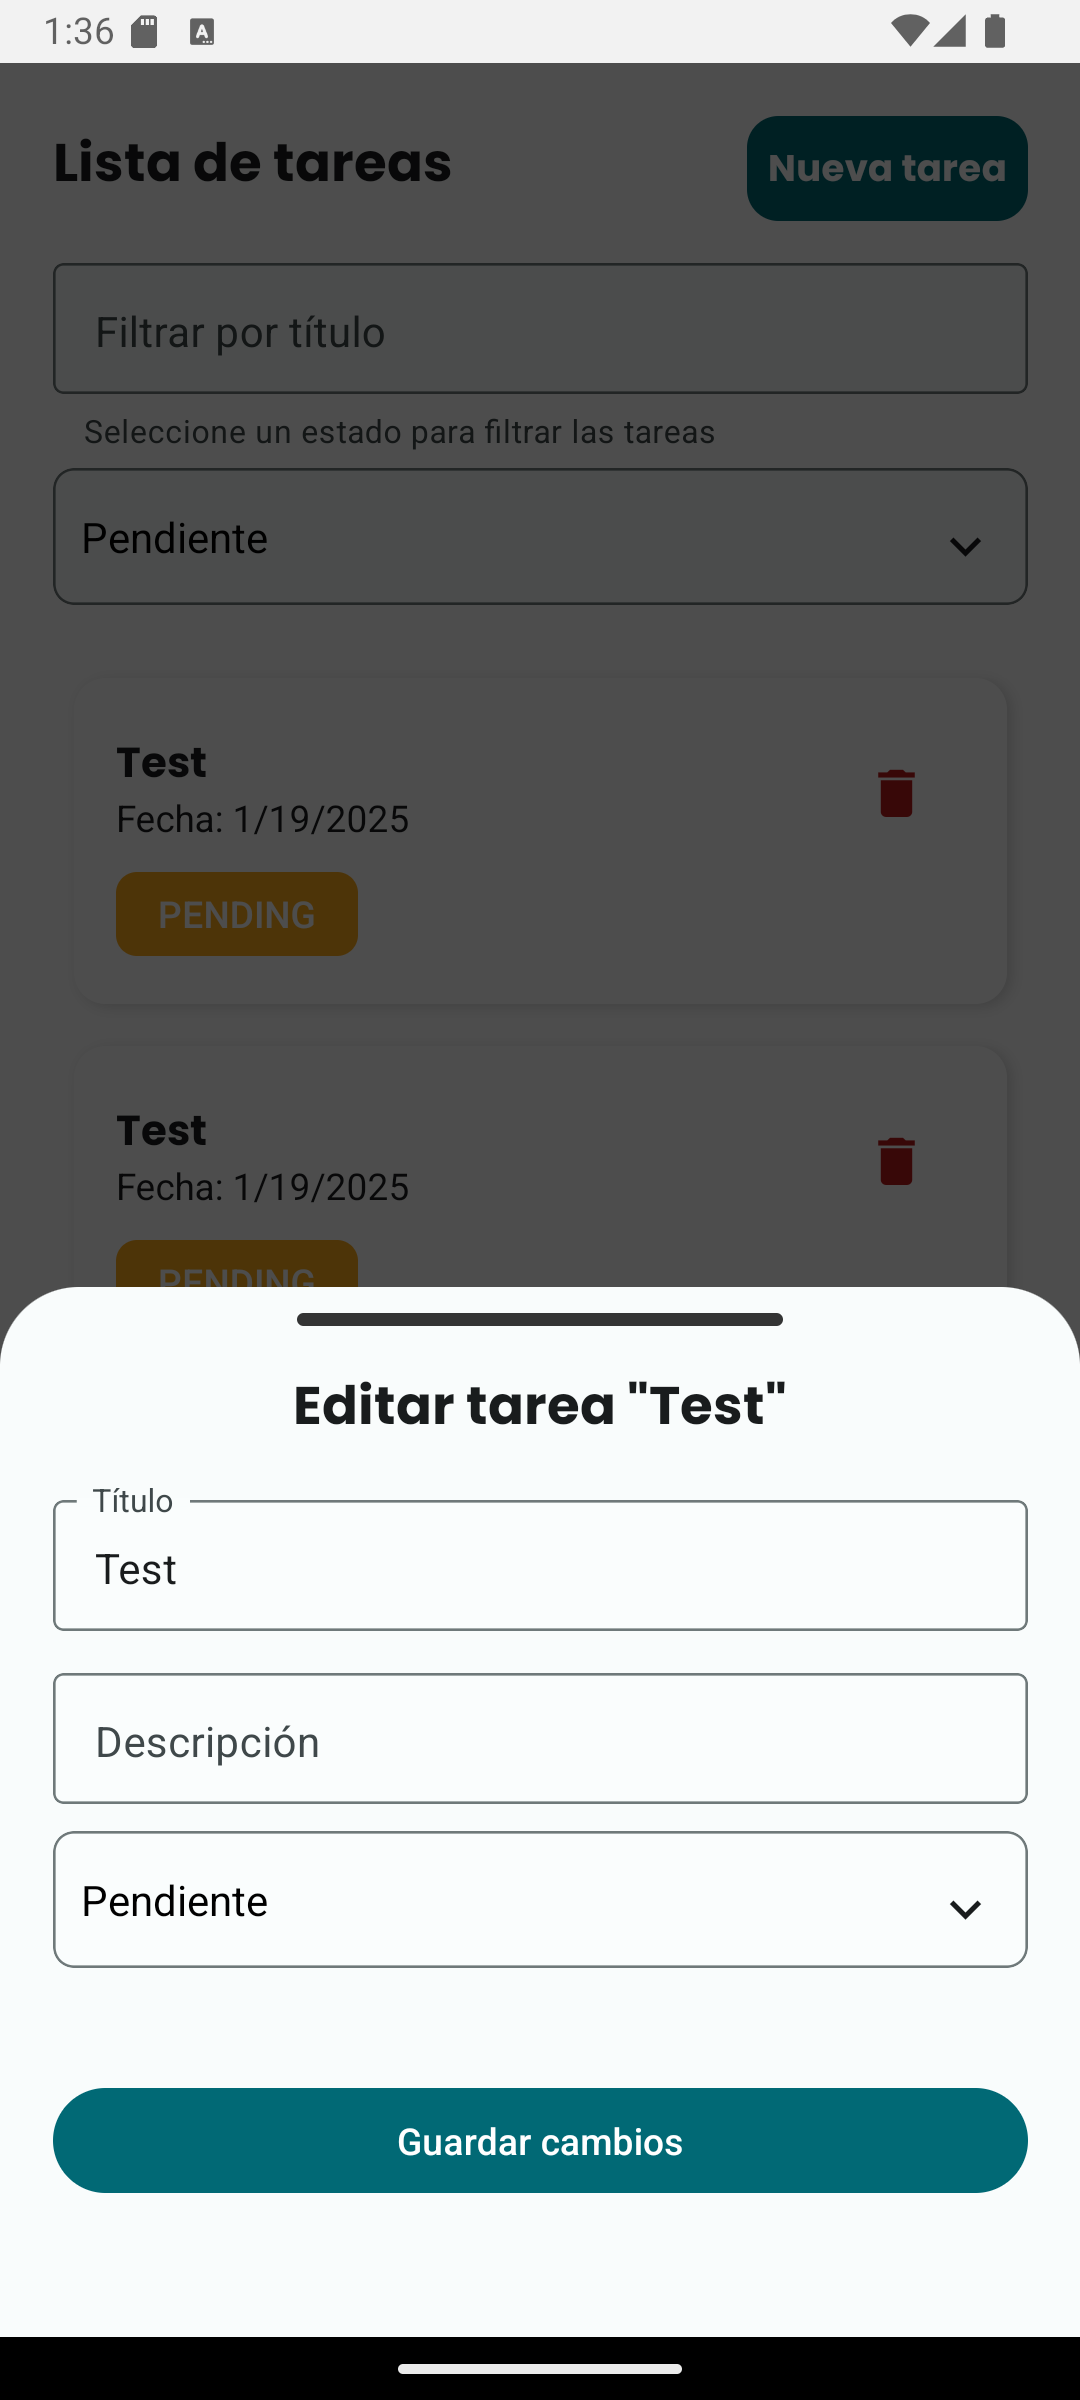 1:36
Lista de tareas
Nueva tarea
Filtrar por título
Seleccione un estado para filtrar las tareas
Pendiente
Test
Fecha: 1/19/2025
PENDING
Test
Fecha: 1/19/2025
PENDING
Editar tarea "Test"
Título
Test
Descripción
Pendiente
Guardar cambios